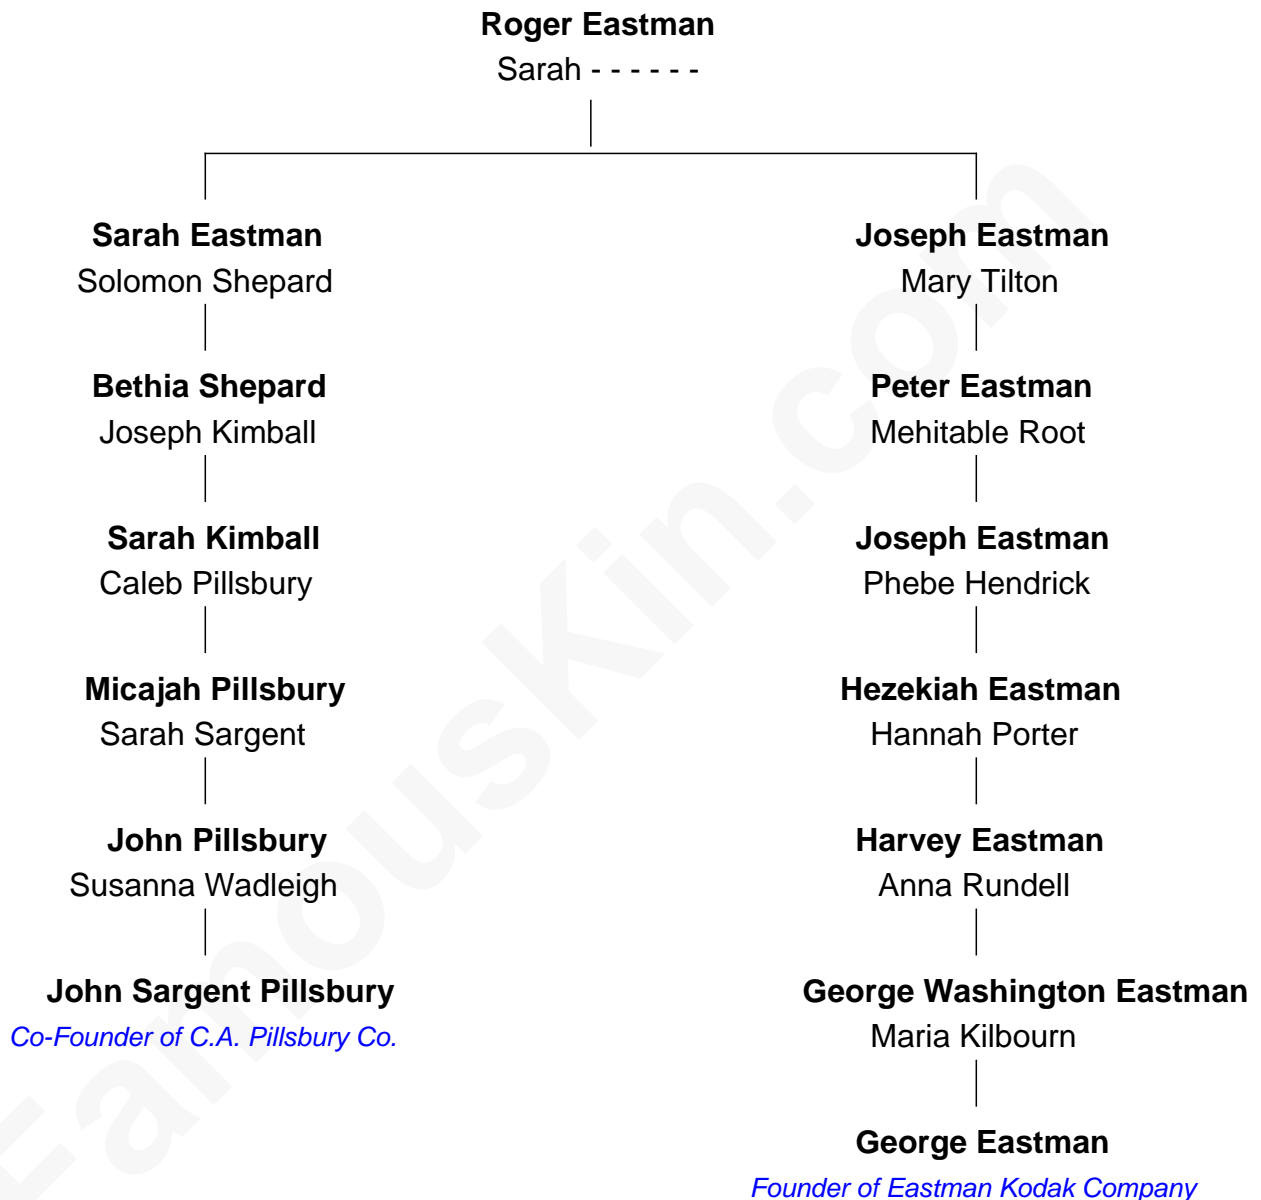 Roger Eastman
Sarah - - - - - -
Sarah Eastman
Solomon Shepard
Joseph Eastman
Mary Tilton
Bethia Shepard
Joseph Kimball
Peter Eastman
Mehitable Root
Sarah Kimball
Caleb Pillsbury
Joseph Eastman
Phebe Hendrick
Micajah Pillsbury
Sarah Sargent
Hezekiah Eastman
Hannah Porter
John Pillsbury
Susanna Wadleigh
Harvey Eastman
Anna Rundell
John Sargent Pillsbury
Co-Founder of C.A. Pillsbury Co.
George Washington Eastman
Maria Kilbourn
George Eastman
Founder of Eastman Kodak Company
FamousKin.com